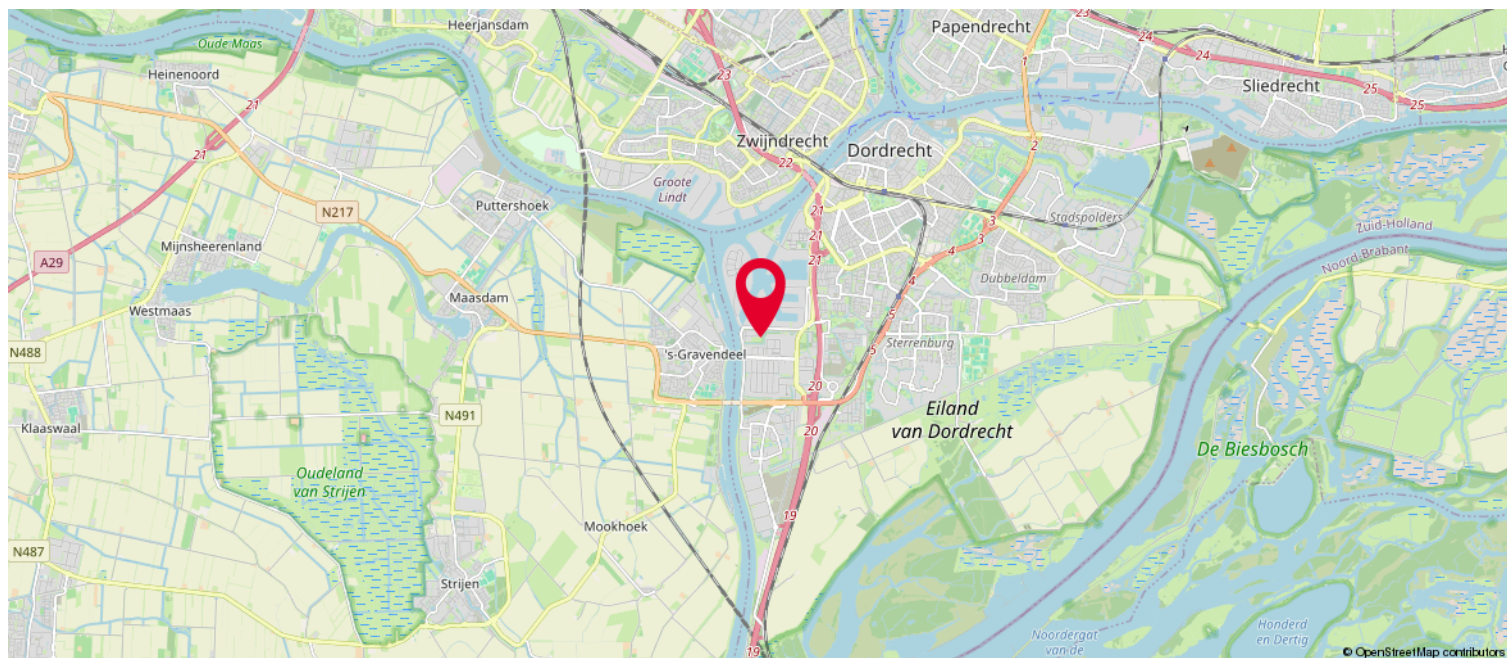 23
Papendrecht
Heerjansdam
Oude Maas
24
24
Heinenoord
23
1
Sliedrecht
25
25
21
Zwijndrecht
Dordrecht
2
21
22
Groote
Lindt
N217
Puttershoek
21
3
Stadspolders
Zuid-Holland
21
3
Mijnsheerenland
4
Noord-Brabant
A29
21
4
Dubbeldam
Maasdam
Westmaas
5
Sterrenburg
N488
's-Gravendeel
5
20
N491
Eiland
van Dordrecht
Klaaswaal
20
De Biesbosch
Oudeland
van Strijen
19
Mookhoek
N487
Strijen
Honderd
en Dertig
Noordergat
van de
19
© OpenStreetMap contributors